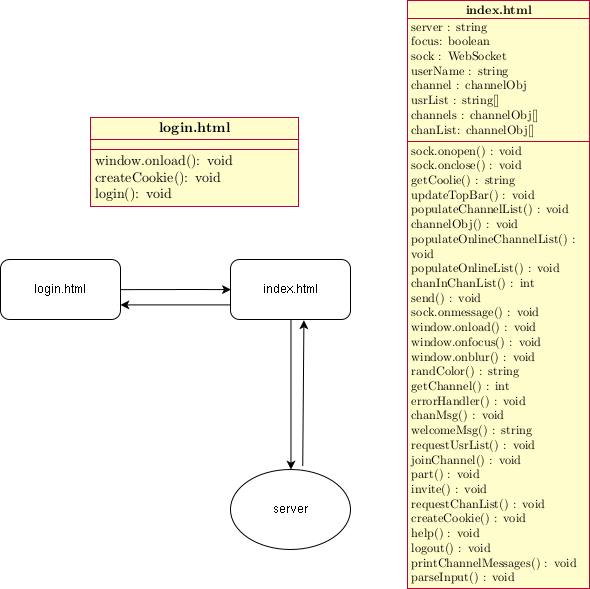 login.html
window.onload(): void
createCookie(): void
login(): void
login.html
index.html
server
index.html
server : string
focus: boolean
sock : WebSocket
userName : string
channel : channelObj
usrList : string[]
channels : channelObj[]
chanList: channelObj[]
sock.onopen() : void
sock.onclose() : void
getCoolie() : string
updateTopBar() : void
populateChannelList() : void
channelObj() : void
populateOnlineChannelList() :
void
populateOnlineList() : void
chanInChanList() : int
send() : void
sock.onmessage() : void
window.onload() : void
window.onfocus() : void
window.onblur() : void
randColor() : string
getChannel() : int
errorHandler() : void
chanMsg() : void
welcomeMsg() : string
requestUsrList() : void
joinChannel() : void
part() : void
invite() : void
requestChanList() : void
createCookie() : void
help() : void
logout() : void
printChannelMessages() : void
parseInput() : void